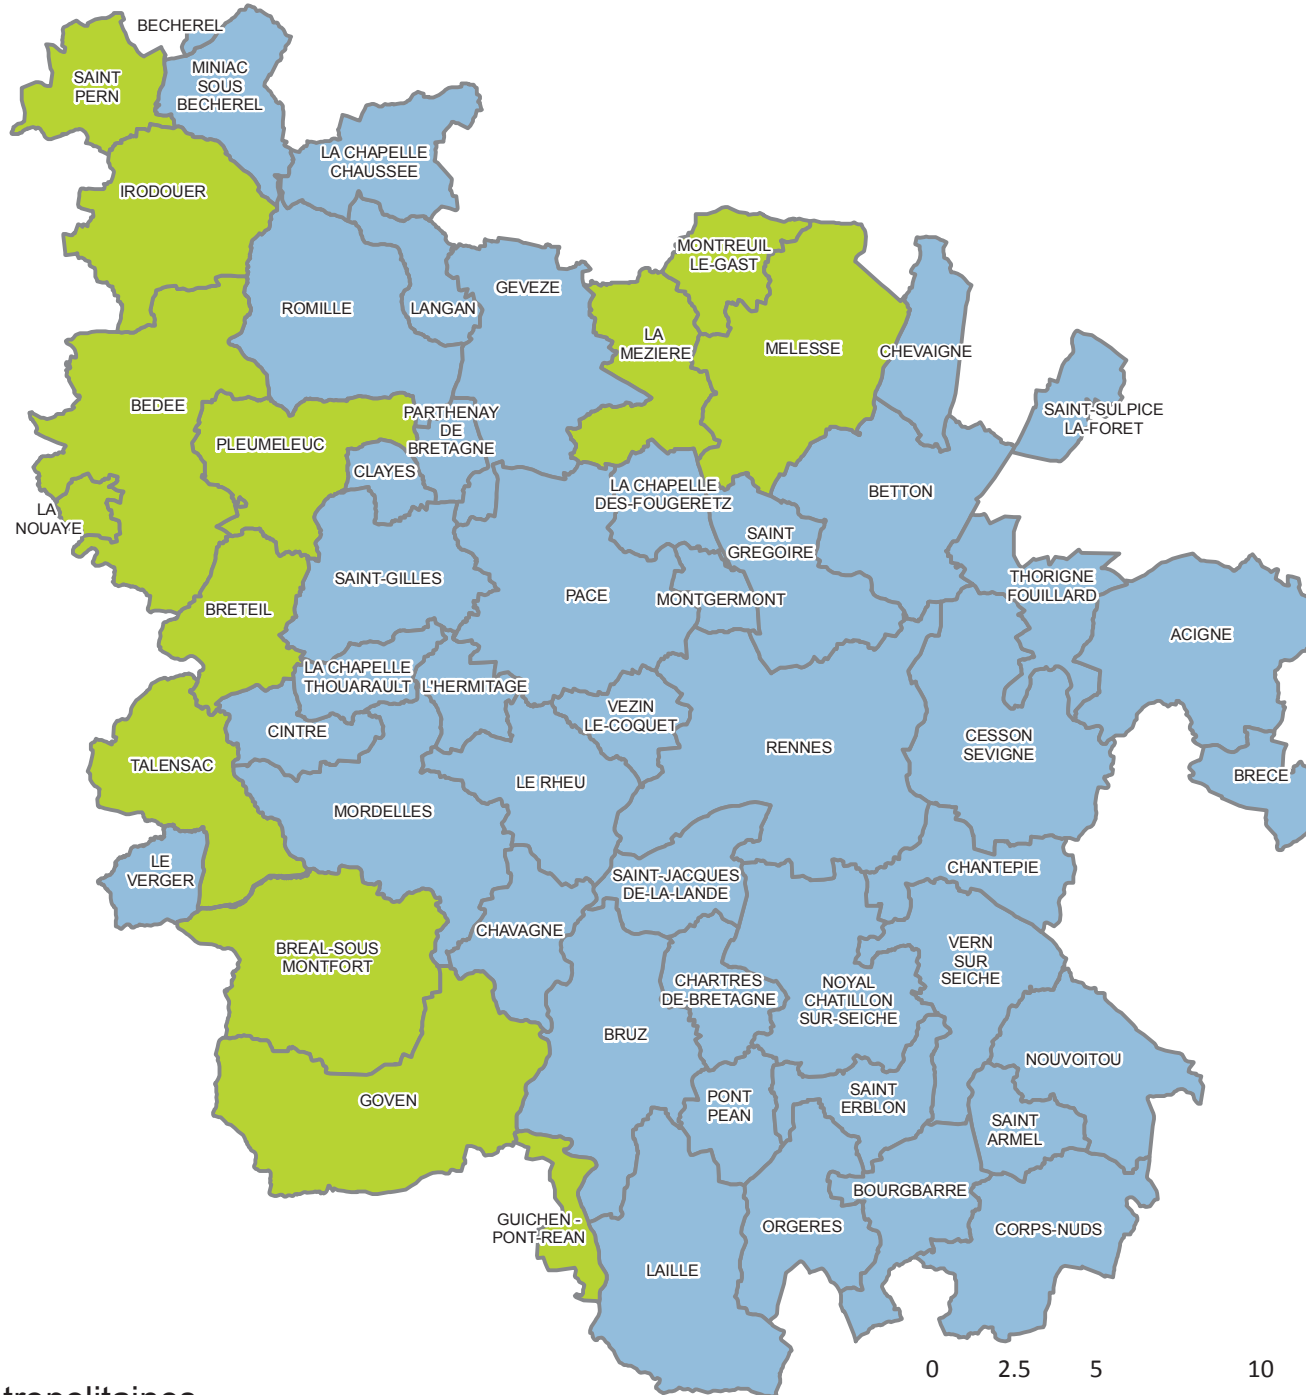 BECHEREL
SAINT
PERN
MINIAC
SOUS
BECHEREL
LA CHAPELLE
CHAUSSEE
IRODOUER
MONTREUIL
LE-GAST
ROMILLE
LANGAN
GEVEZE
LA
MEZIERE
MELESSE
CHEVAIGNE
BEDEE
PLEUMELEUC
PARTHENAY
DE
BRETAGNE
SAINT-SULPICE
LA-FORET
CLAYES
LA
NOUAYE
LA CHAPELLE
DES-FOUGERETZ
BETTON
SAINT
GREGOIRE
SAINT-GILLES
BRETEIL
PACE
MONTGERMONT
THORIGNE
FOUILLARD
ACIGNE
LA CHAPELLE
THOUARAULT
L'HERMITAGE
VEZIN
LE-COQUET
CINTRE
RENNES
CESSON
SEVIGNE
TALENSAC
LE RHEU
BRECE
MORDELLES
LE
VERGER
SAINT-JACQUES
DE-LA-LANDE
CHANTEPIE
CHAVAGNE
BREAL-SOUS
MONTFORT
VERN
SUR
SEICHE
CHARTRES
DE-BRETAGNE
NOYAL
CHATILLON
SUR-SEICHE
BRUZ
NOUVOITOU
GOVEN
PONT
PEAN
SAINT
ERBLON
SAINT
ARMEL
BOURGBARRE
GUICHEN -
PONT-REAN
ORGERES
CORPS-NUDS
LAILLE
0 2.5 5 10
tropolitaines